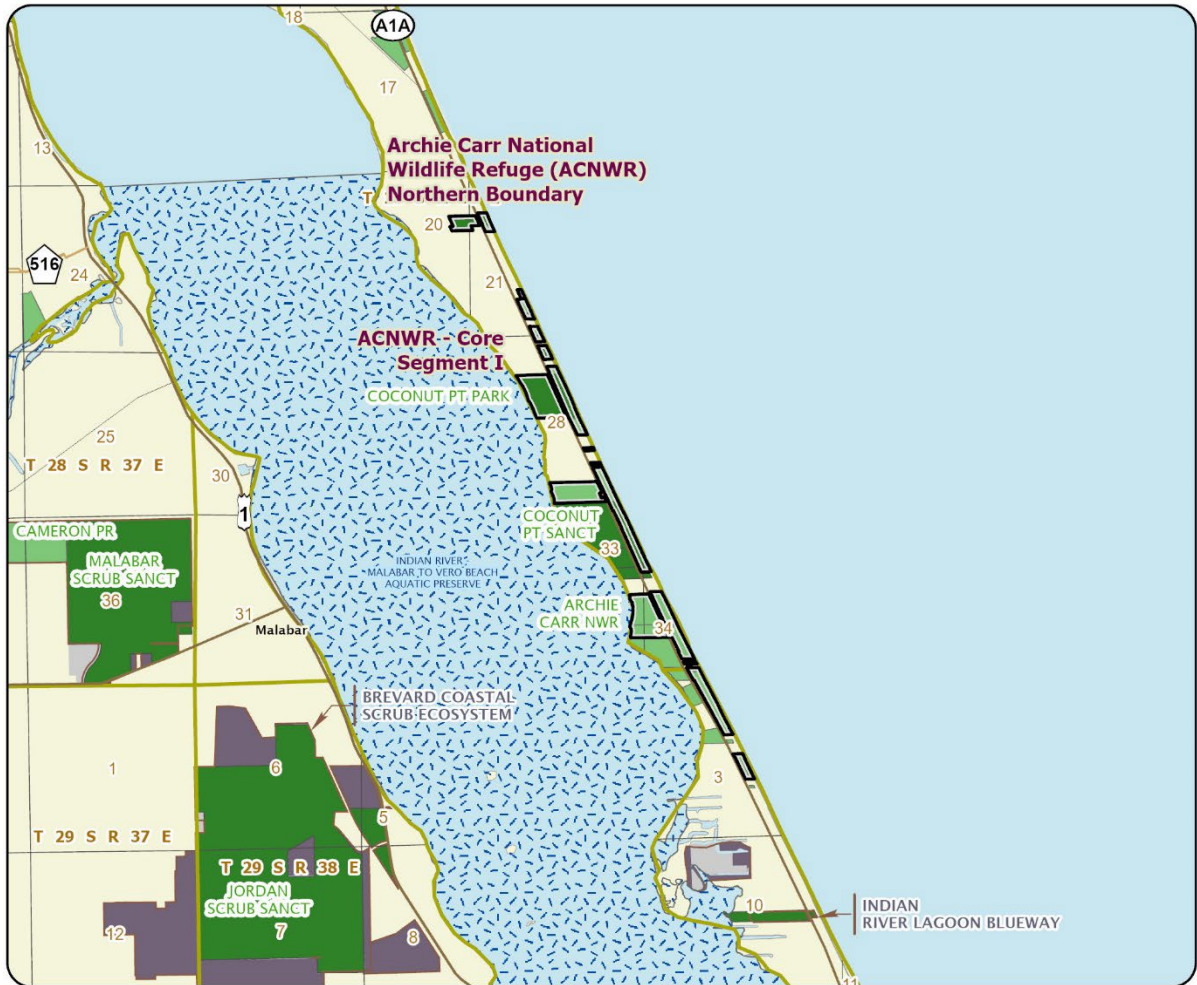 18
A1A
17
Archie Carr National
Wildlife Refuge (ACNWR)
Northern Boundary
13
T
20
516
24
21
ACNWR - Core
Segment I
COCONUT PT PARK
28
25
T 28 S R 37 E
30
1
CAMERON PR
MALABAR
SCRUB SANCT
36
COCONUT
PT SANCT
33
INDIAN RIVER
MALABAR TO VERO BEACH
AQUATIC PRESERVE
31
Malabar
ARCHIE
CARR NWR
34
BREVARD COASTAL
SCRUB ECOSYSTEM
1
6
3
5
T 29 S R 37 E
T 29 S R 38 E
JORDAN
SCRUB SANCT
7
12
8
10
INDIAN
RIVER LAGOON BLUEWAY
11